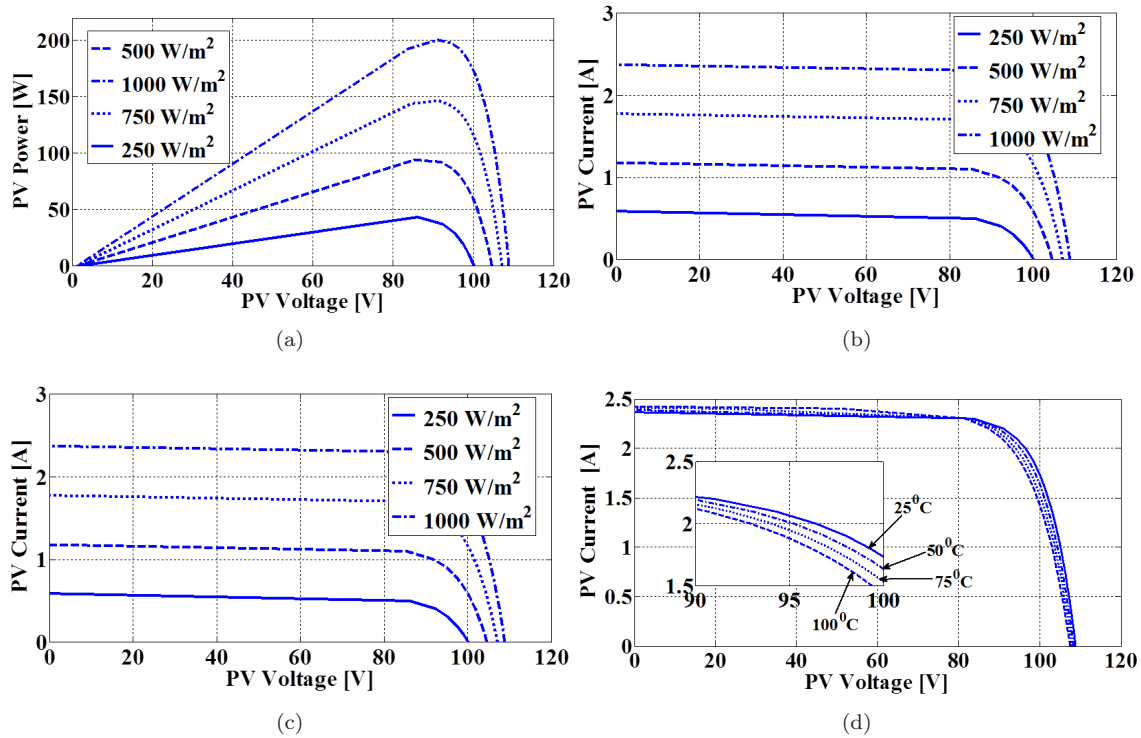 PV Power [W]
200
150
100
50
0
500 W/m²
1000 W/m²
750 W/m²
250 W/m²
0 20 40 60 80 100 120
PV Voltage [V]
(a)
PV Current [A]
3
2
1
0
250 W/m²
500 W/m²
750 W/m²
1000 W/m²
0 20 40 60 80 100 120
PV Voltage [V]
(b)
PV Current [A]
3
2
1
0
250 W/m²
500 W/m²
750 W/m²
1000 W/m²
0 20 40 60 80 100 120
PV Voltage [V]
(c)
PV Current [A]
2.5
2
1.5
1
0.5
0
2.5
2
1.5
90 95 100
25⁰C
50⁰C
75⁰C
100⁰C
0 20 40 60 80 100 120
PV Voltage [V]
(d)